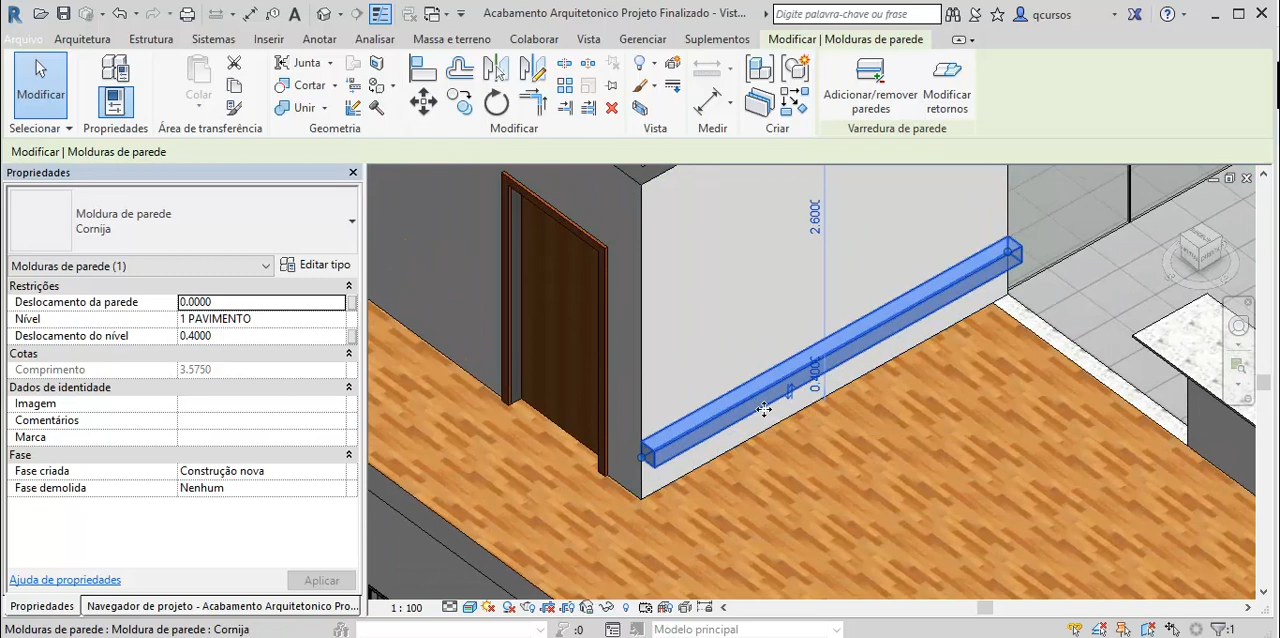 Acabamento Arquitetonico Projeto Finalizado - Vist...
Digite palavra-chave ou frase
qcursos
Arquivo
Arquitetura
Estrutura
Sistemas
Inserir
Anotar
Analisar
Massa e terreno
Colaborar
Vista
Gerenciar
Suplementos
Modificar | Molduras de parede
Modificar
Colar
Junta
Cortar
Unir
Adicionar/remover
paredes
Modificar
retornos
Selecionar
Propriedades
Área de transferência
Geometria
Modificar
Vista
Medir
Criar
Varredura de parede
Modificar | Molduras de parede
Propriedades
Moldura de parede
Cornija
Molduras de parede (1)
Editar tipo
Restrições
Deslocamento da parede 0.0000
Nível 1 PAVIMENTO
Deslocamento do nível 0.4000
Cotas
Comprimento 3.5750
Dados de identidade
Imagem
Comentários
Marca
Fase
Fase criada Construção nova
Fase demolida Nenhum
Ajuda de propriedades
Aplicar
Propriedades
Navegador de projeto - Acabamento Arquitetonico Pro...
2.6000
0.4000
1 : 100
Molduras de parede : Moldura de parede : Cornija
:0
Modelo principal
:1